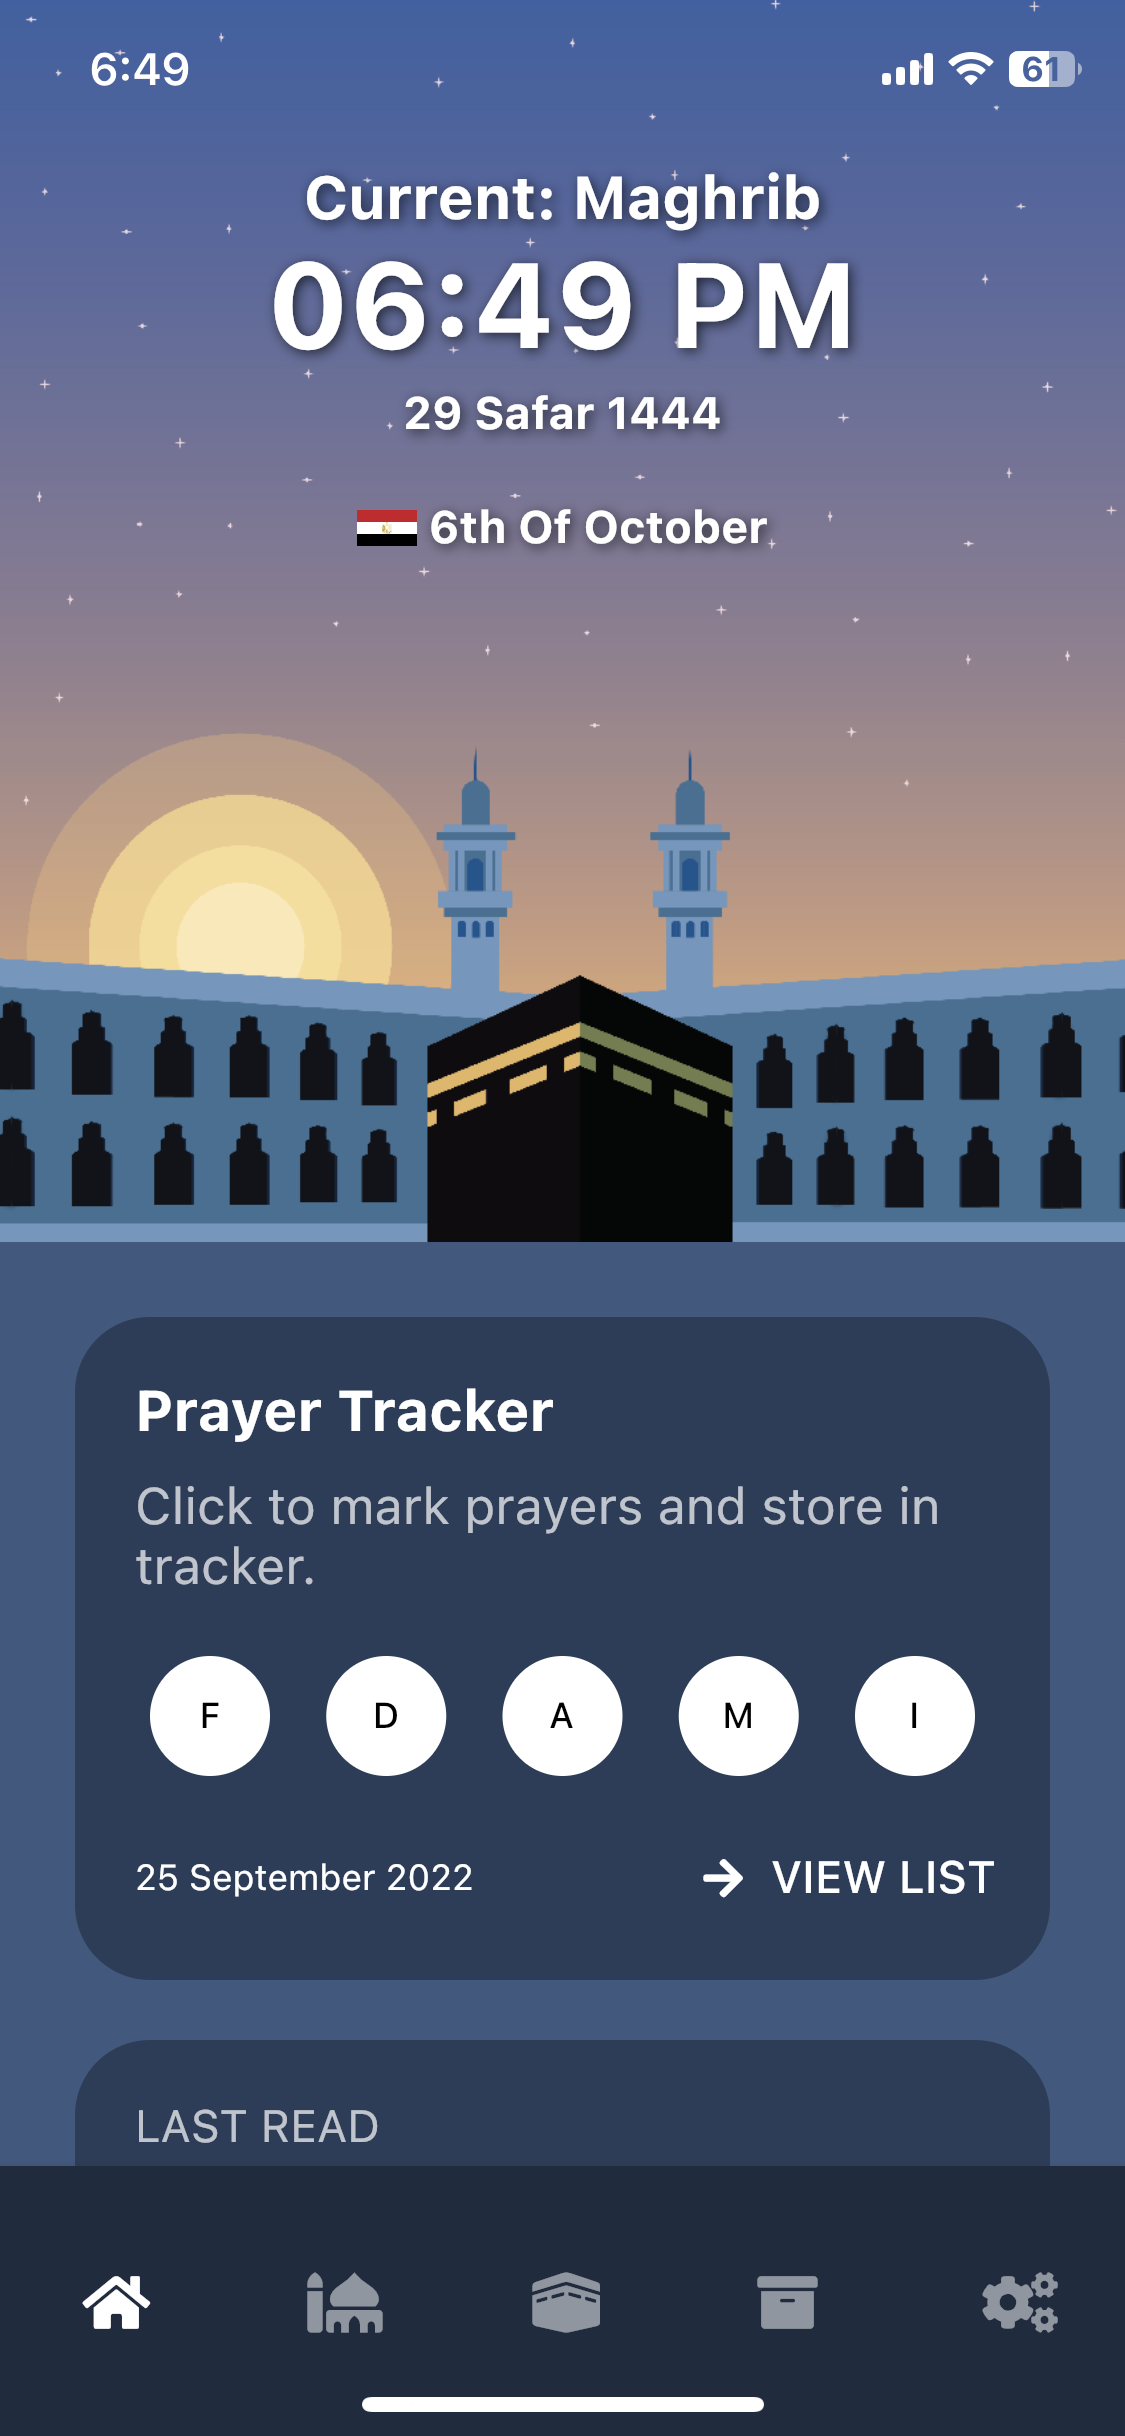 6:49
61
Current: Maghrib
06:49 PM
29 Safar 1444
6th Of October
Prayer Tracker
Click to mark prayers and store in
tracker.
F D A M I
25 September 2022
VIEW LIST
LAST READ